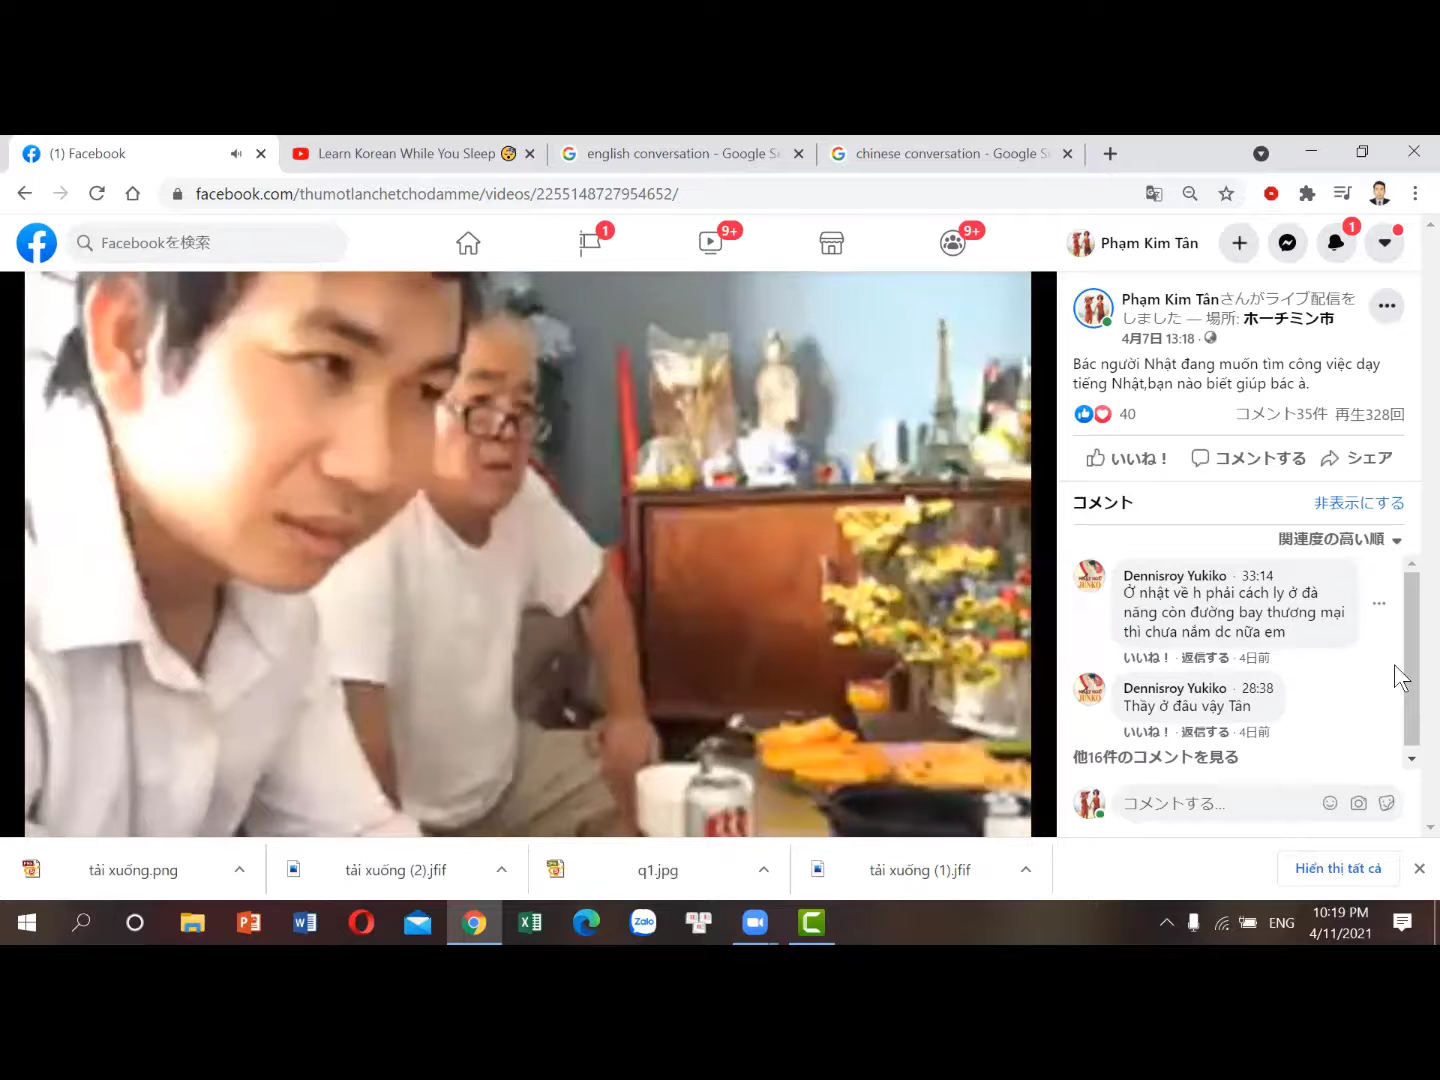 (1) Facebook
Learn Korean While You Sleep 😴
english conversation - Google Se
chinese conversation - Google Se
facebook.com/thumotlanchetchodamme/videos/2255148727954652/
Facebookを検索
1
9+
9+
Phạm Kim Tân
1
Phạm Kim Tânさんがライブ配信を
しました — 場所: ホーチミン市
4月7日 13:18 ·
Bác người Nhật đang muốn tìm công việc dạy
tiếng Nhật,bạn nào biết giúp bác à.
40
コメント35件 再生328回
いいね！ コメントする シェア
コメント
非表示にする
関連度の高い順
Dennisroy Yukiko · 33:14
Ở nhật về h phải cách ly ở đà
năng còn đường bay thương mại
thì chưa nắm dc nữa em
いいね！ · 返信する · 4日前
Dennisroy Yukiko · 28:38
Thầy ở đâu vậy Tân
いいね！ · 返信する · 4日前
他16件のコメントを見る
コメントする...
tải xuống.png
tải xuống (2).jfif
q1.jpg
tải xuống (1).jfif
Hiển thị tất cả
Zalo
ENG
10:19 PM
4/11/2021